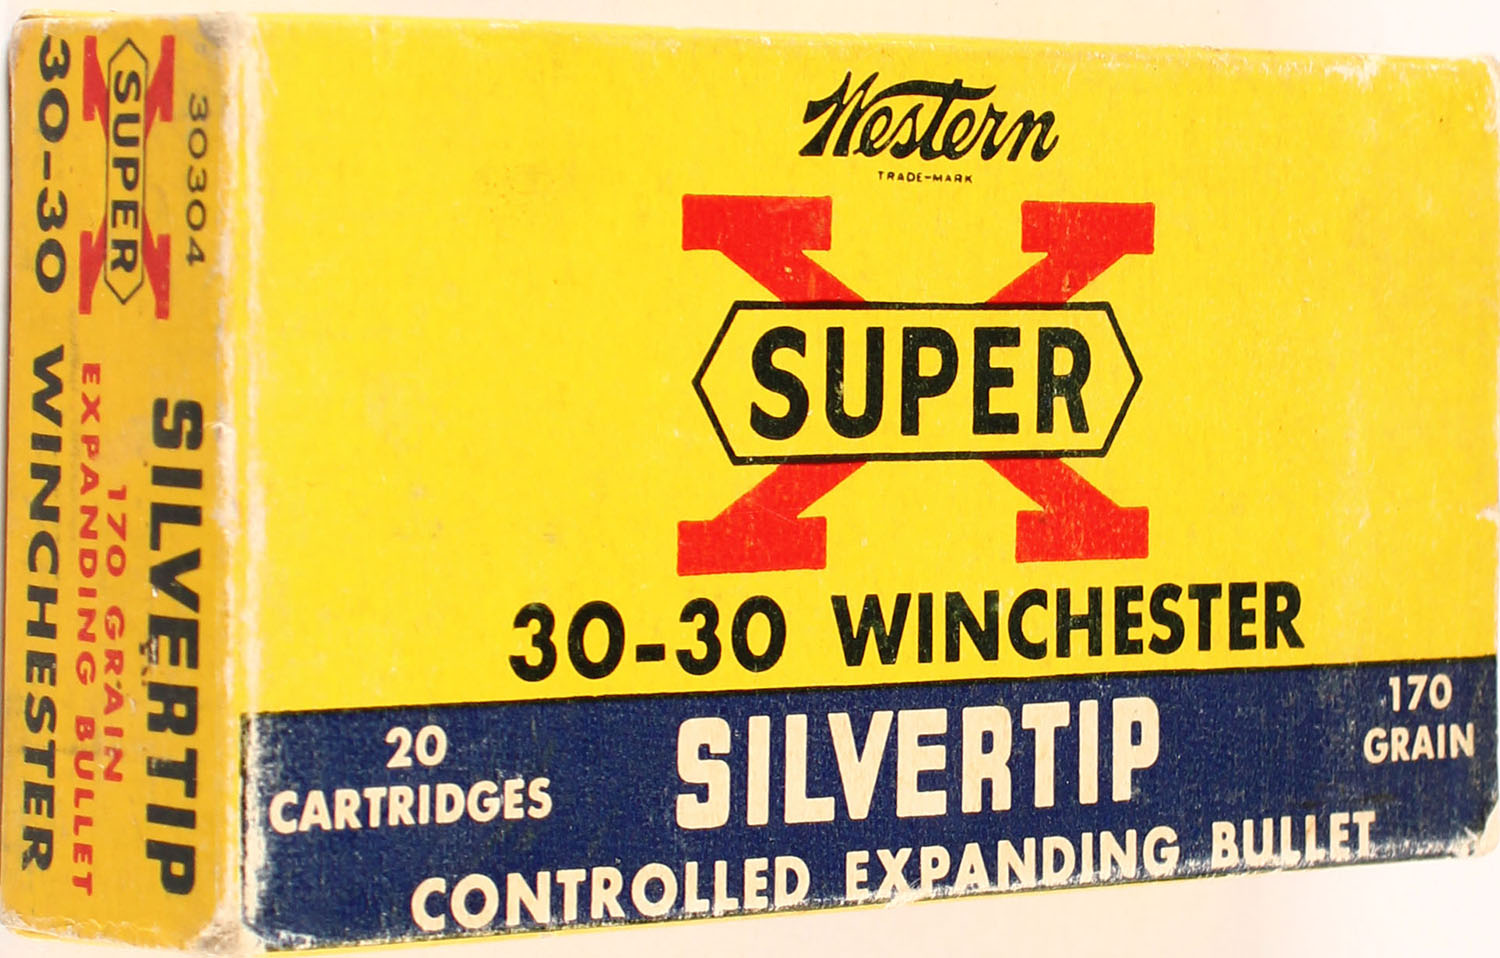 Western
TRADE-MARK
X
SUPER
30-30 WINCHESTER
20
CARTRIDGES
SILVERTIP
170
GRAIN
CONTROLLED EXPANDING BULLET
30304
X
SUPER
30-30 WINCHESTER
SILVERTIP
170 GRAIN
EXPANDING BULLET